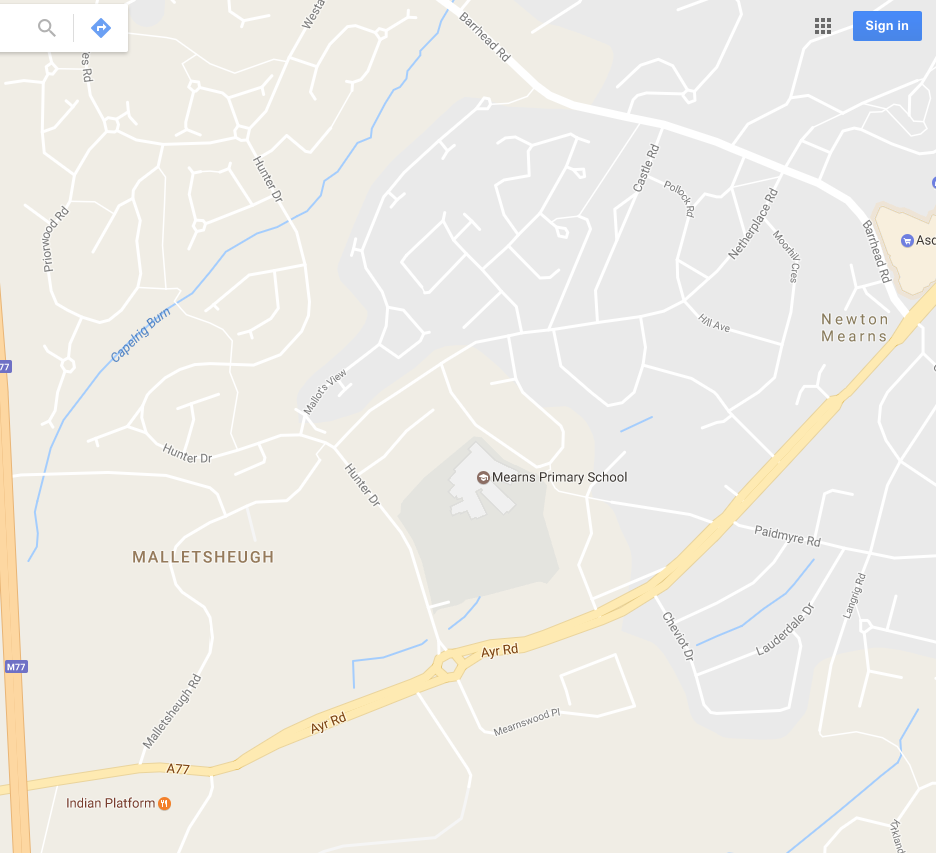 Westa
Barrhead Rd
Sign in
es Rd
Hunter Dr
Castle Rd
Pollock Rd
Netherplace Rd
Priorwood Rd
Moorhill Cres
Barrhead Rd
Asd
Capelrig Burn
Hill Ave
Newton
Mearns
77
Mallot's View
Hunter Dr
Hunter Dr
Mearns Primary School
Paidmyre Rd
MALLETSHEUGH
Langrig Rd
Cheviot Dr
Lauderdale Dr
M77
Ayr Rd
Malletsheugh Rd
Ayr Rd
Mearnswood Pl
A77
Indian Platform